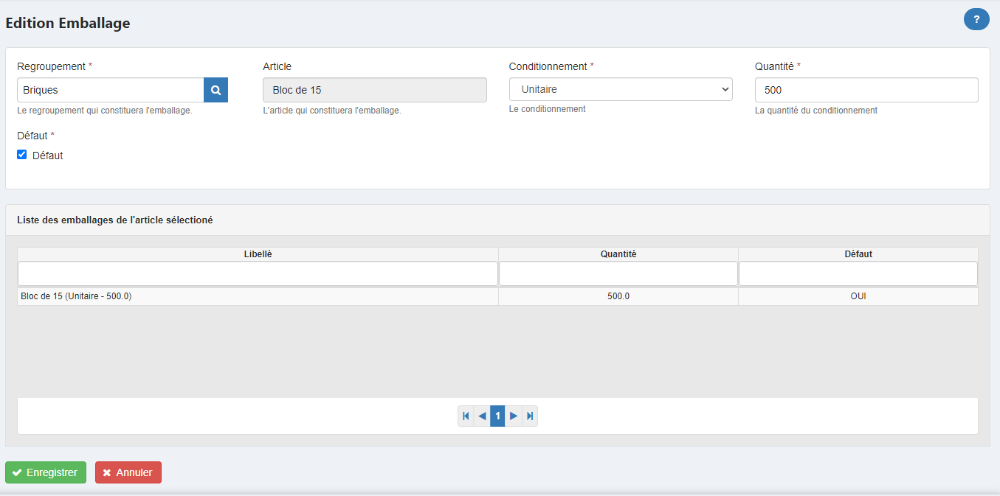 Edition Emballage
?
Regroupement * Article Conditionnement * Quantité *
Briques Bloc de 15 Unitaire 500
Le regroupement qui constituera l'emballage. L'article qui constituera l'emballage. Le conditionnement La quantité du conditionnement
Défaut *
Défaut
Liste des emballages de l'article sélectioné
Libellé Quantité Défaut
Bloc de 15 (Unitaire - 500.0) 500.0 OUI
1
Enregistrer Annuler